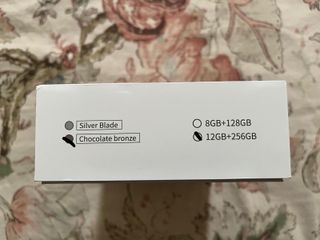 Silver Blade
Chocolate bronze
8GB+128GB
12GB+256GB